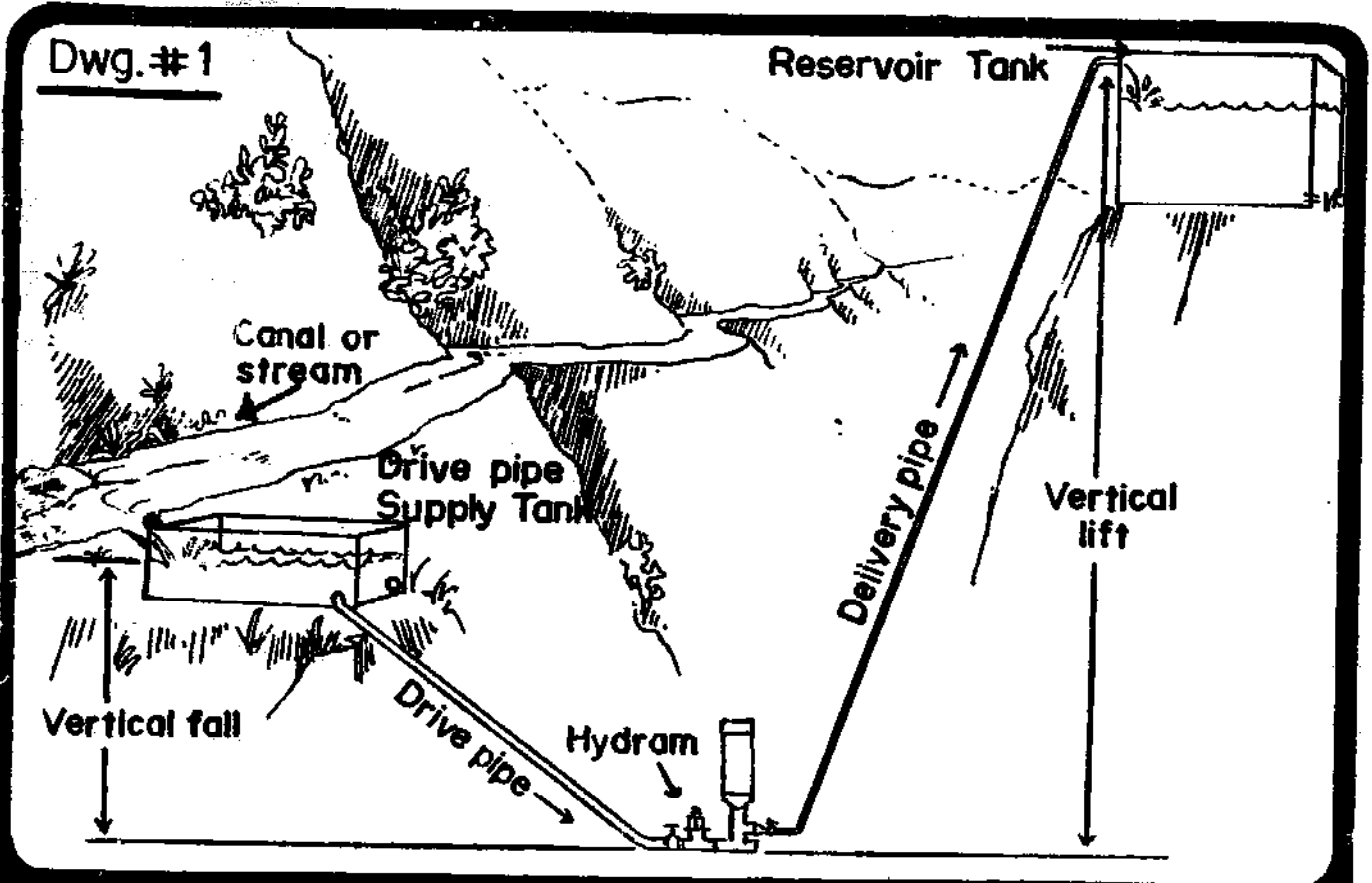 Dwg.#1
Reservoir Tank
Canal or
stream
Drive pipe
Supply Tank
Delivery pipe
Vertical
lift
Vertical fall
Drive pipe
Hydram